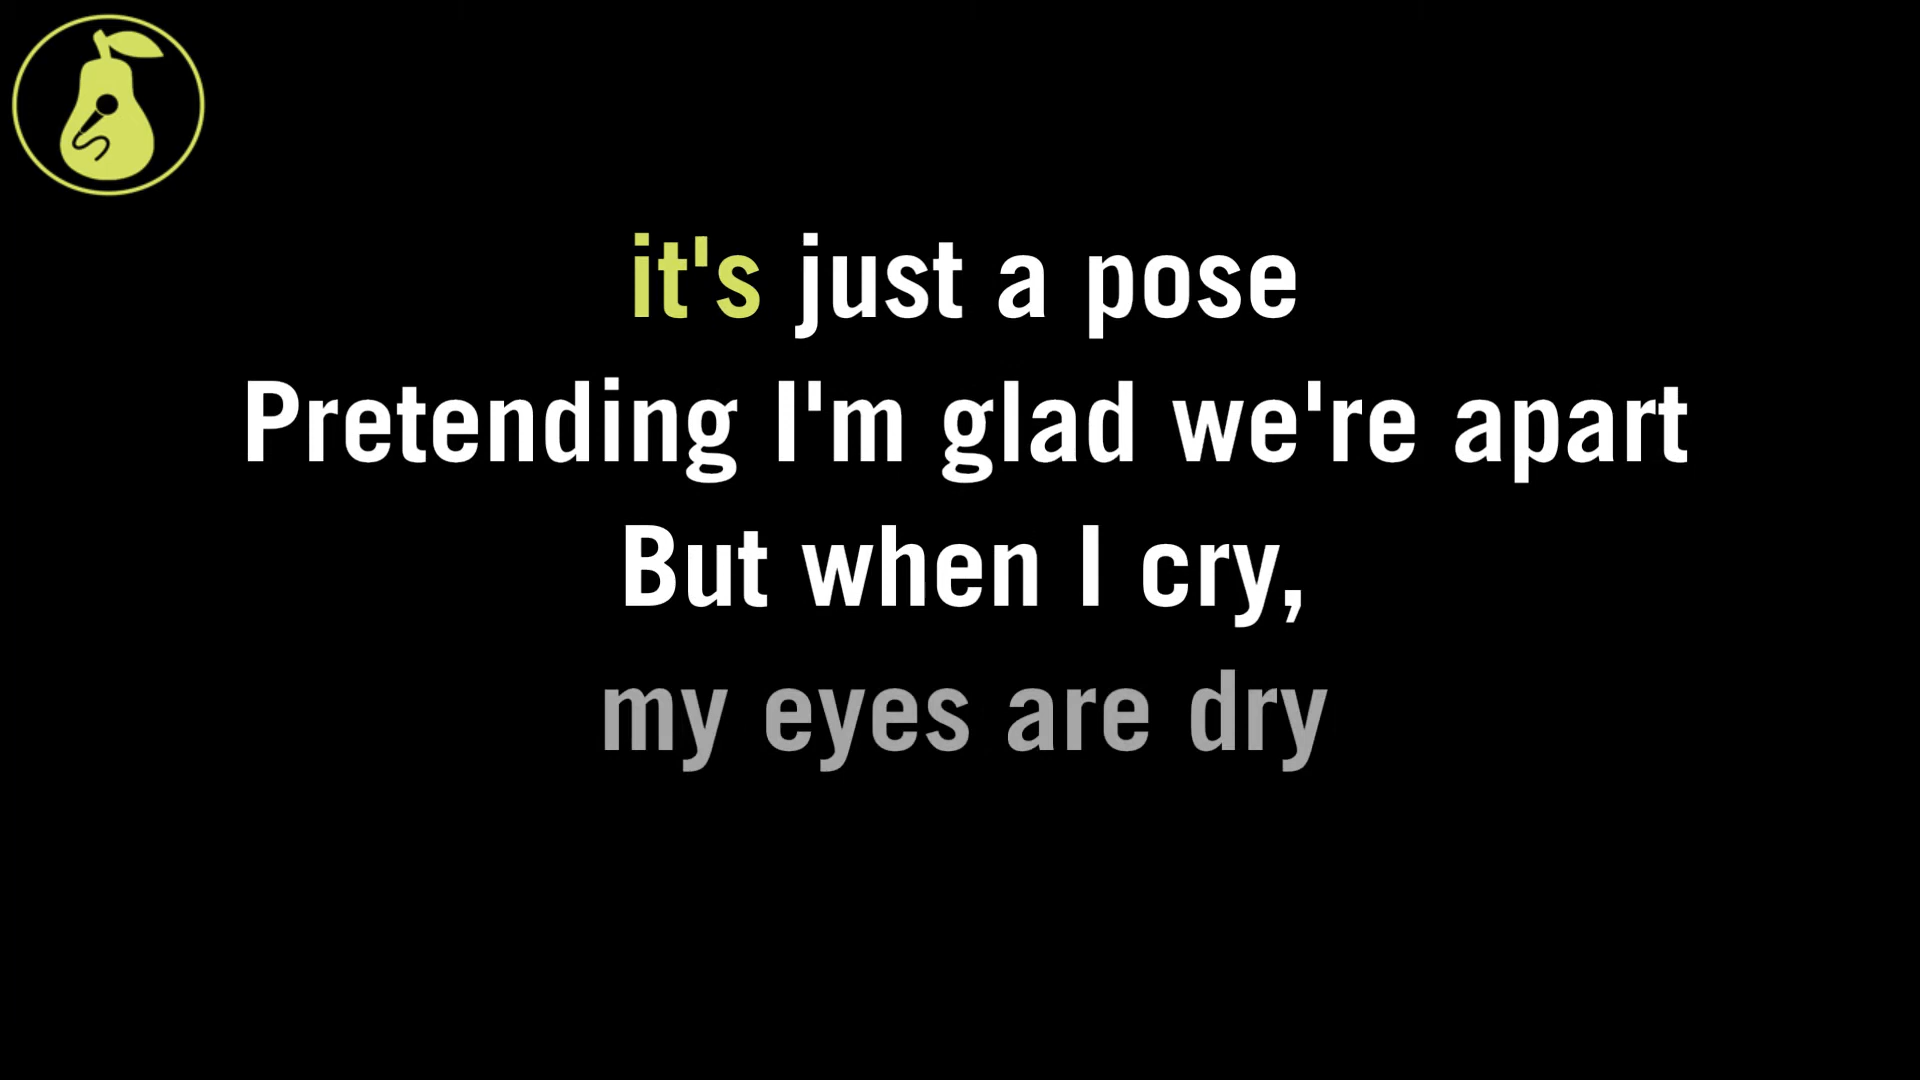 it's just a pose
Pretending I'm glad we're apart
But when I cry,
my eyes are dry